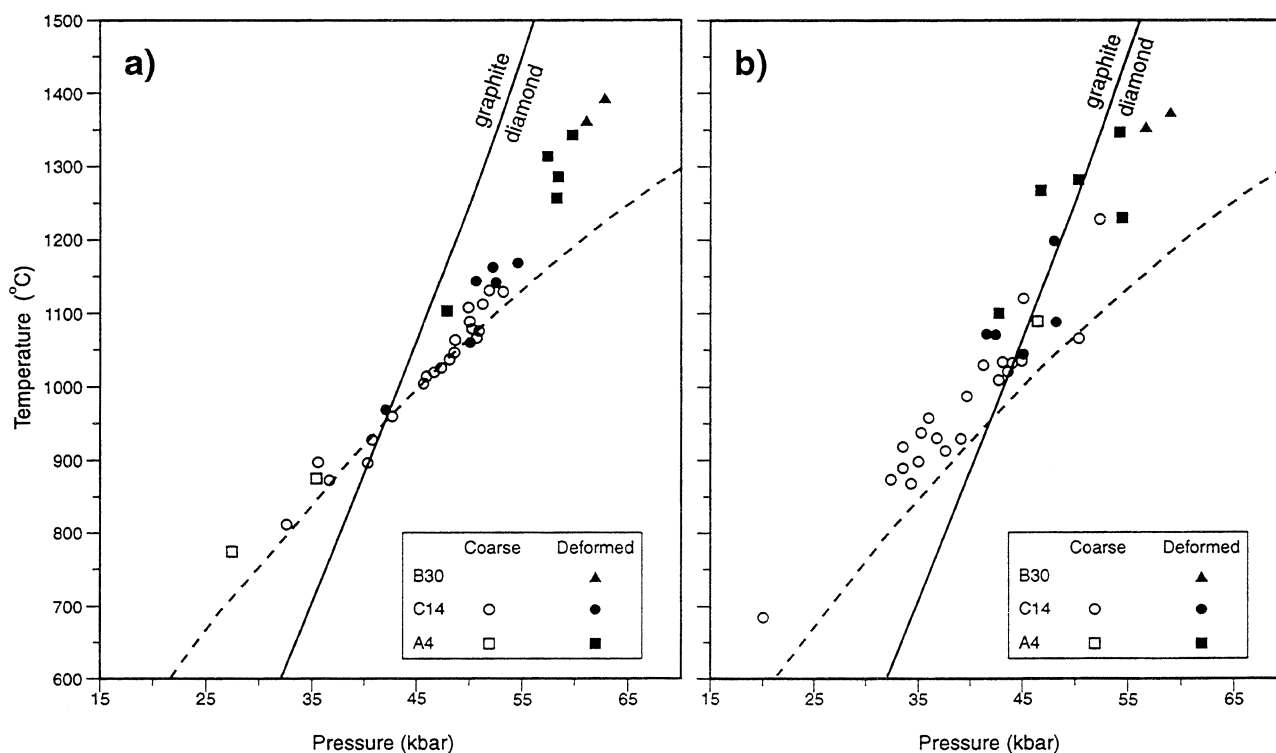 a)
graphite
diamond
1500
1400
1300
1200
1100
1000
900
800
700
600
Temperature (°C)
15
25
35
45
55
65
Pressure (kbar)
Coarse Deformed
B30
C14
A4
b)
graphite
diamond
15
25
35
45
55
65
Pressure (kbar)
Coarse Deformed
B30
C14
A4